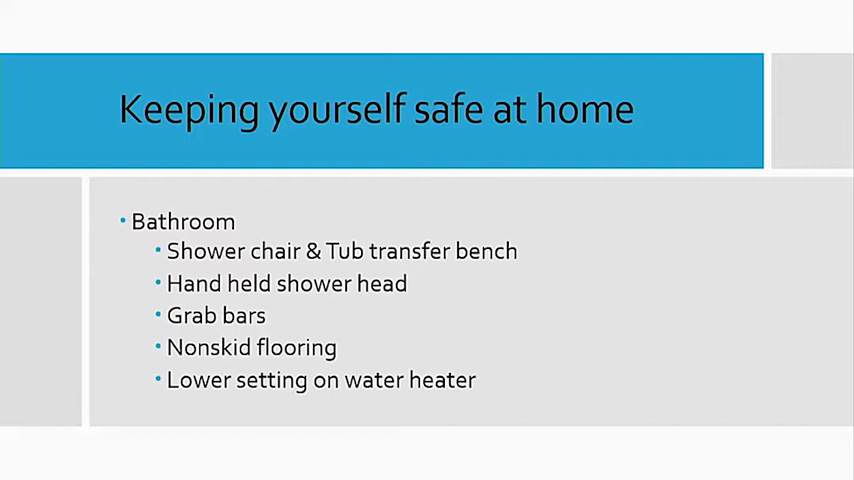 Keeping yourself safe at home
• Bathroom
• Shower chair & Tub transfer bench
• Hand held shower head
• Grab bars
• Nonskid flooring
• Lower setting on water heater